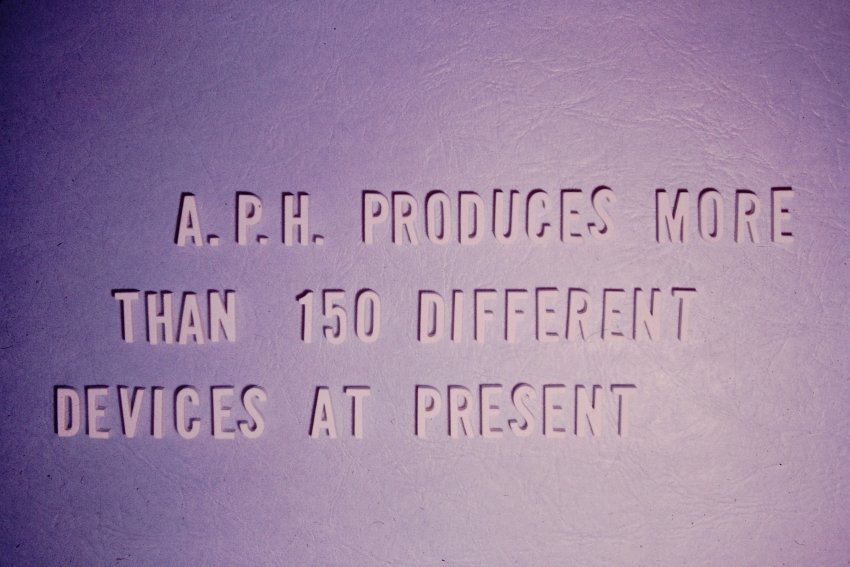 A.P.H. PRODUCES MORE
THAN 150 DIFFERENT
DEVICES AT PRESENT